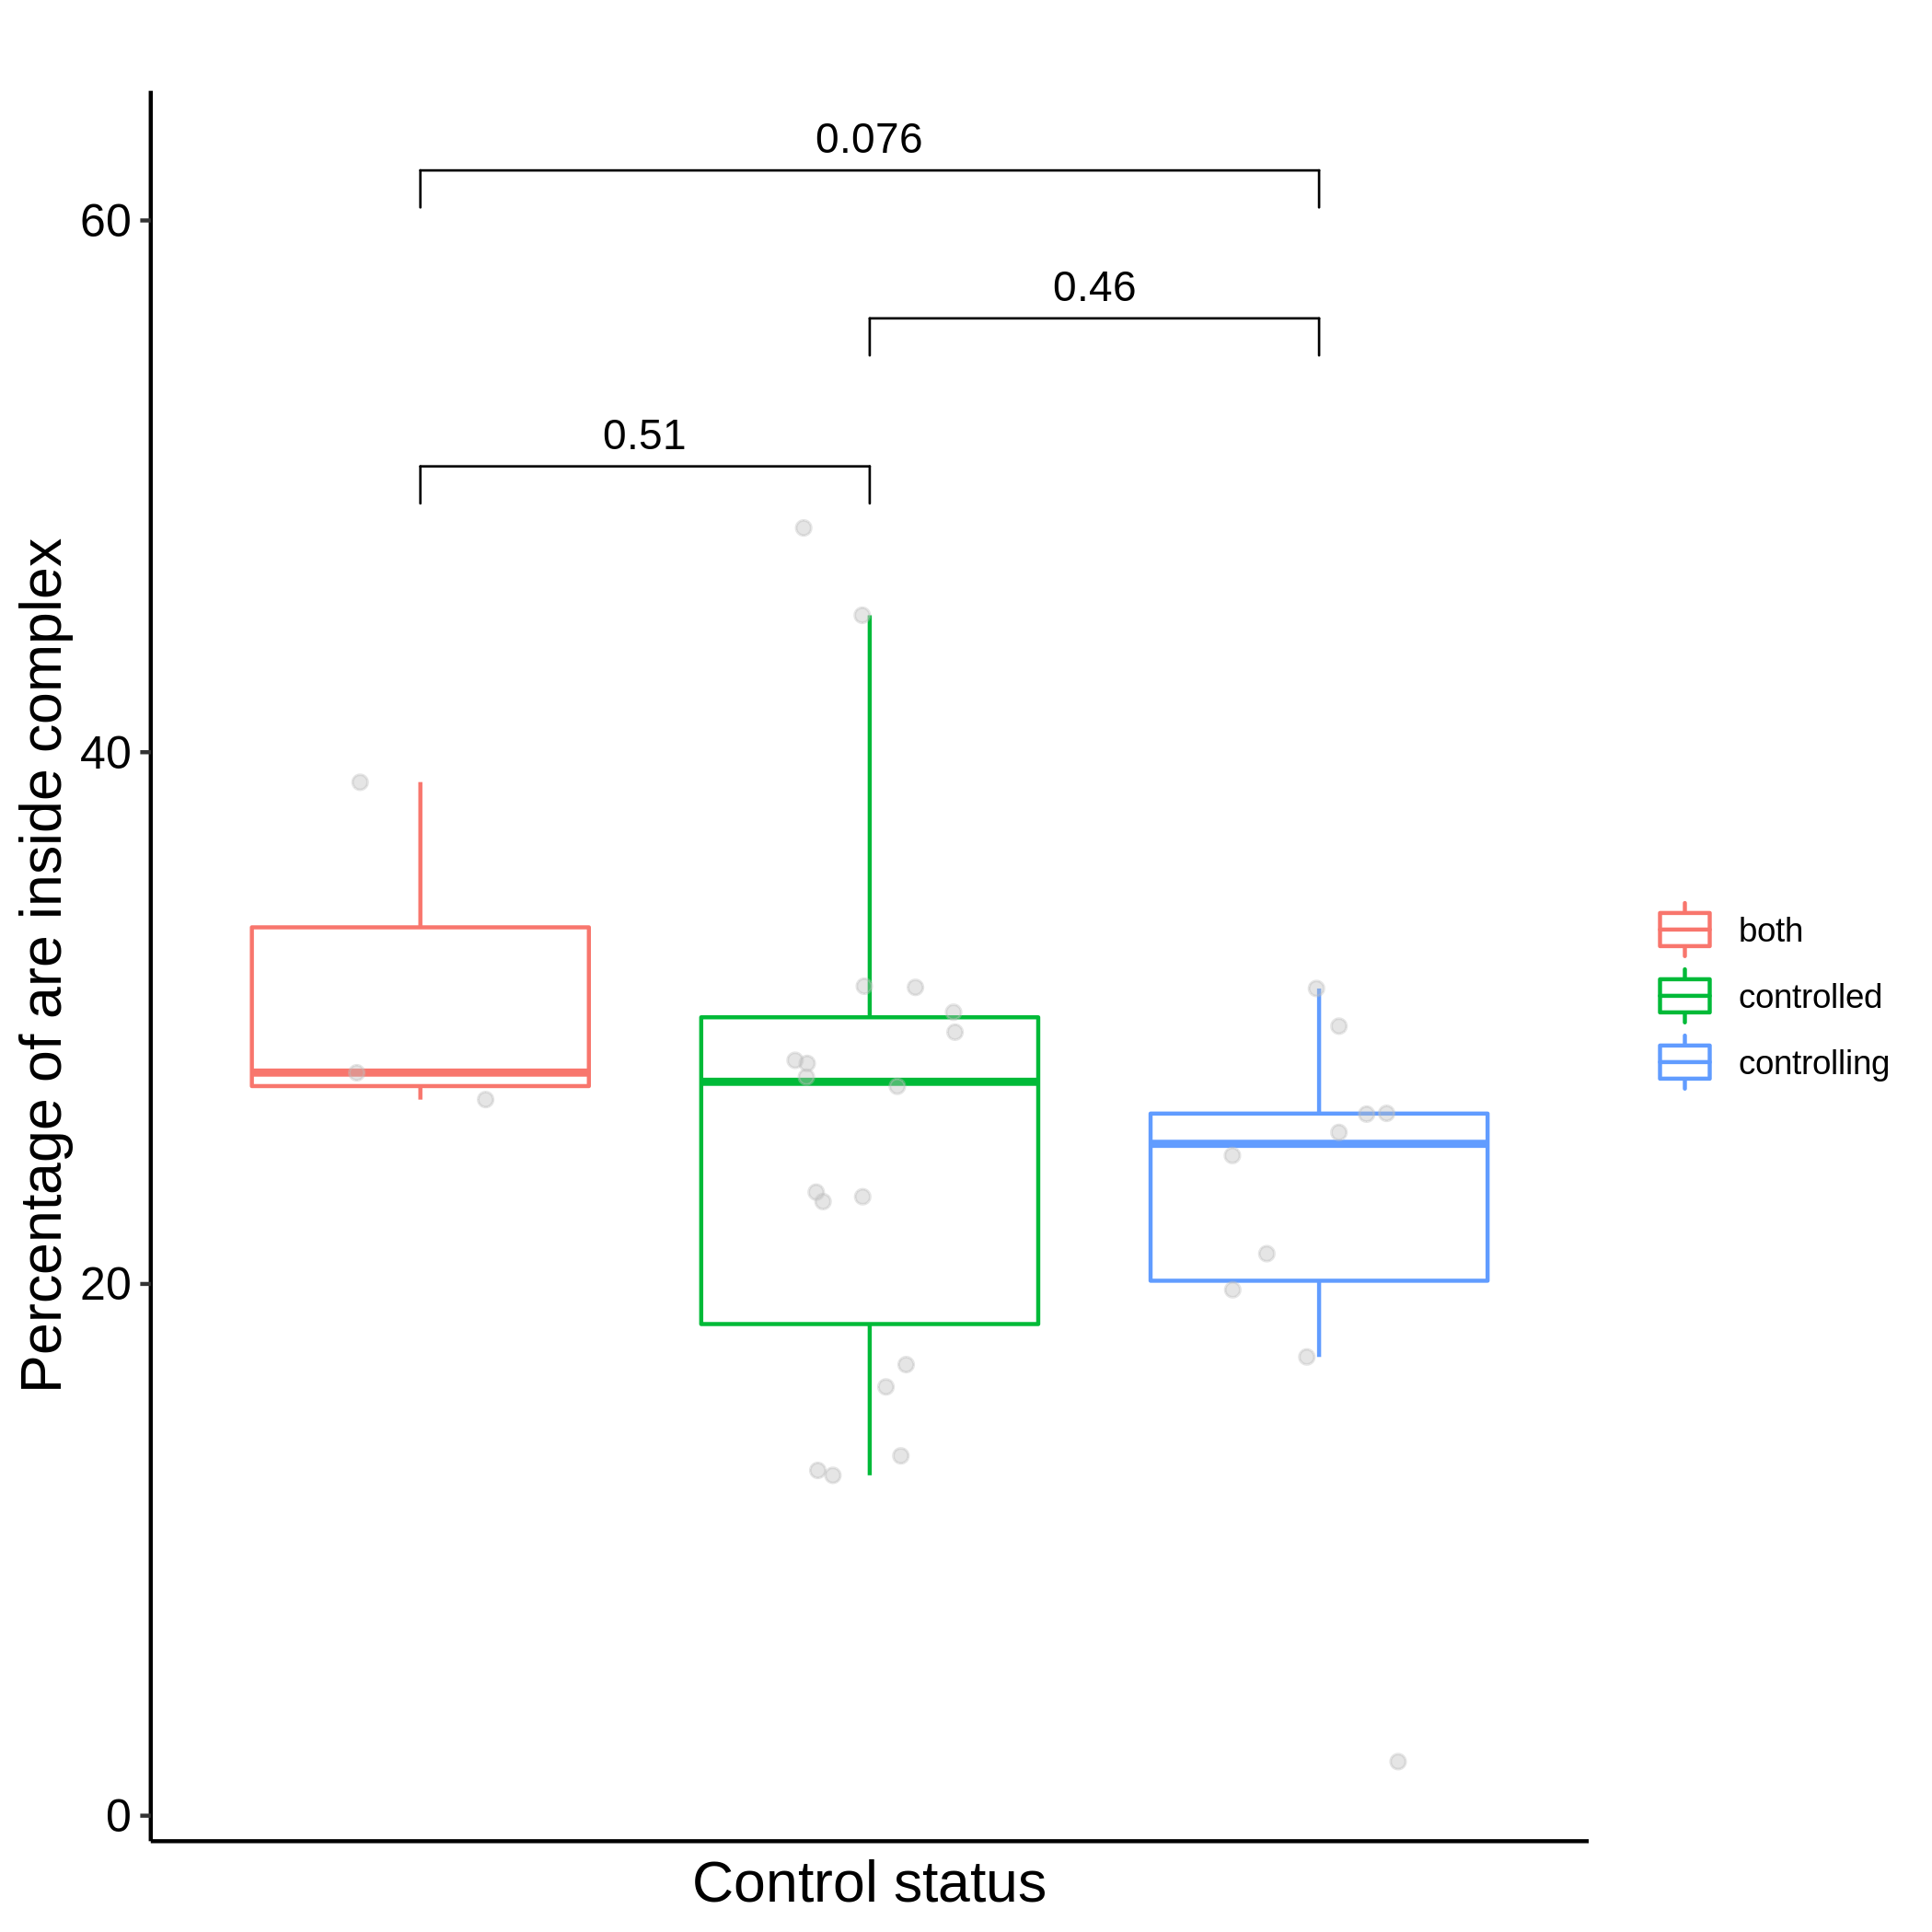 0.076
0.46
0.51
60
40
20
0
Percentage of are inside complex
Control status
both
controlled
controlling